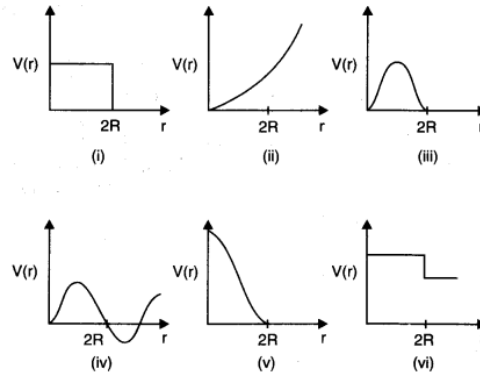 V(r) V(r) V(r)
2R r 2R r 2R r
(i) (ii) (iii)
V(r) V(r) V(r)
2R r 2R r 2R r
(iv) (v) (vi)